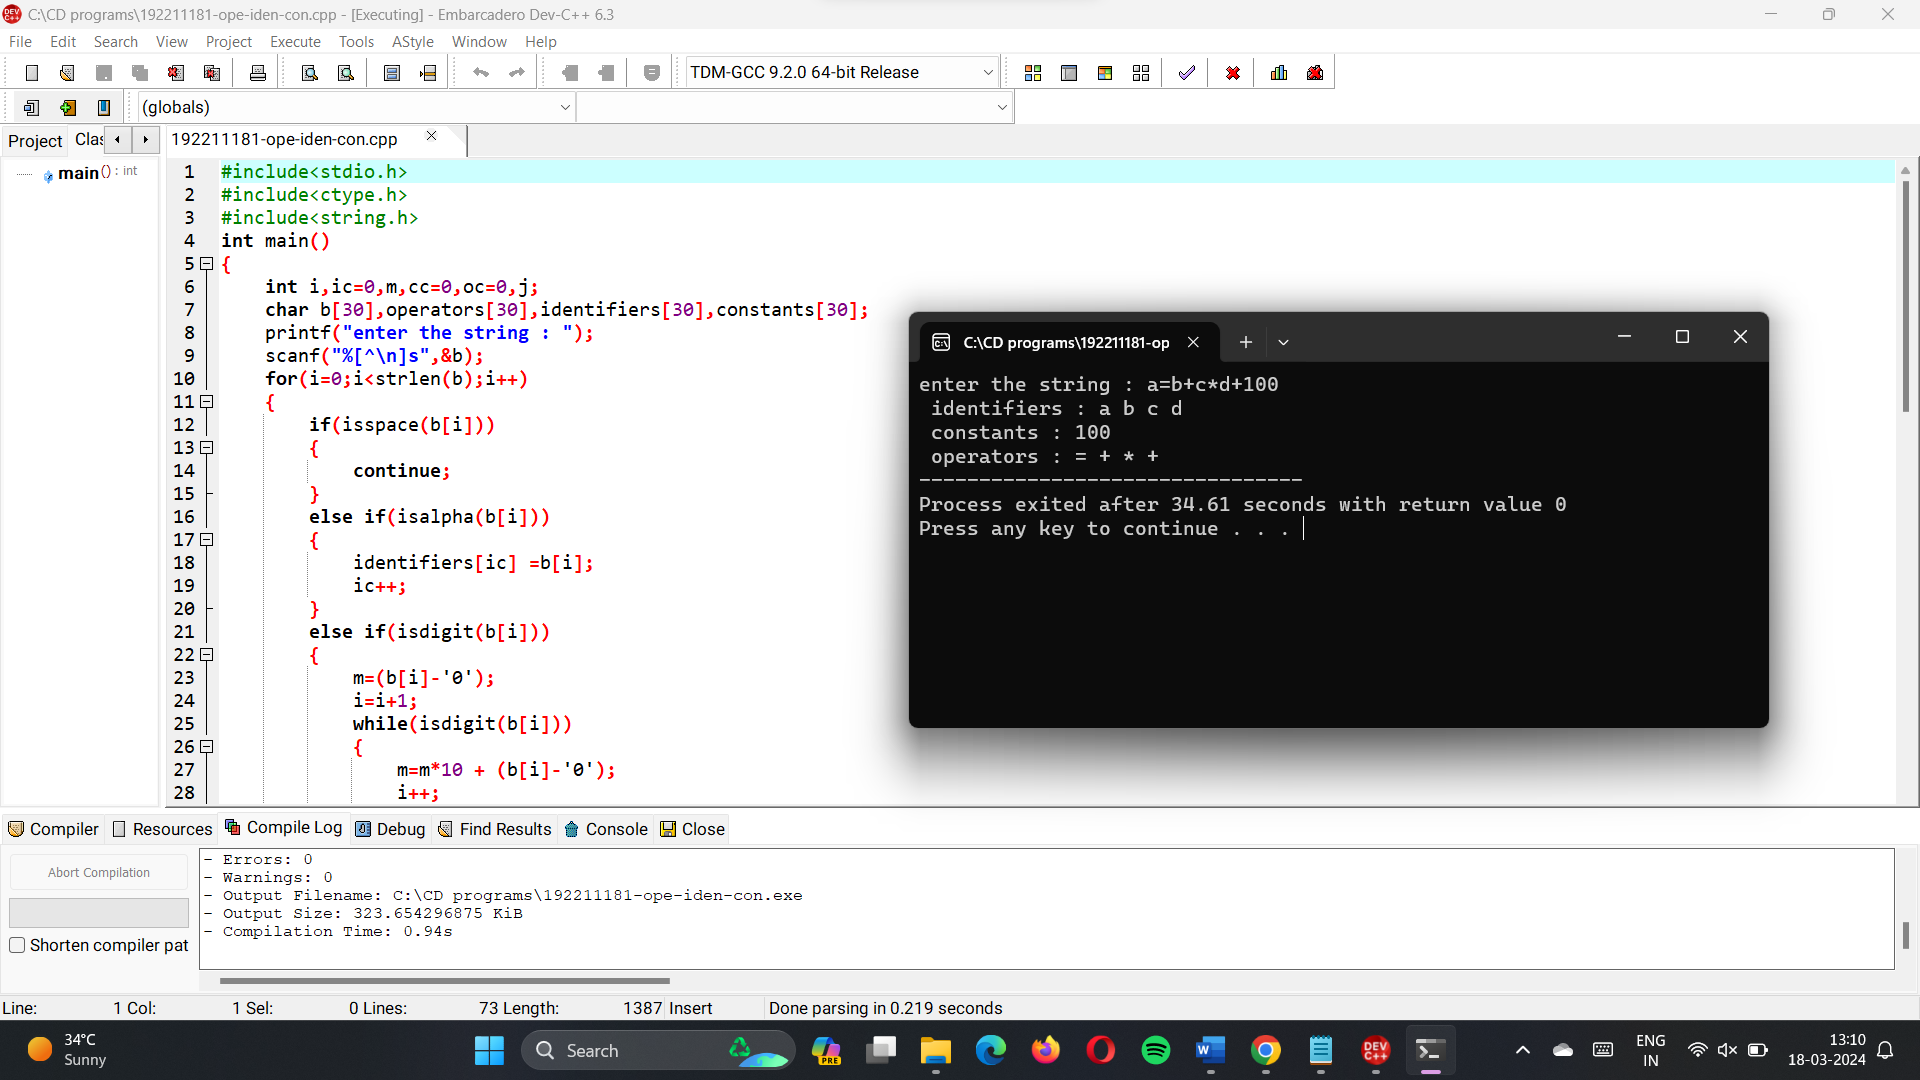 C:\CD programs\192211181-ope-iden-con.cpp - [Executing] - Embarcadero Dev-C++ 6.3
File Edit Search View Project Execute Tools AStyle Window Help
TDM-GCC 9.2.0 64-bit Release
(globals)
Project Clas
192211181-ope-iden-con.cpp
main() : int
1 #include<stdio.h>
2 #include<ctype.h>
3 #include<string.h>
4 int main()
5 {
6 int i,ic=0,m,cc=0,oc=0,j;
7 char b[30],operators[30],identifiers[30],constants[30];
8 printf("enter the string : ");
9 scanf("%[^\n]s",&b);
10 for(i=0;i<strlen(b);i++)
11 {
12 if(isspace(b[i]))
13 {
14 continue;
15 }
16 else if(isalpha(b[i]))
17 {
18 identifiers[ic] =b[i];
19 ic++;
20 }
21 else if(isdigit(b[i]))
22 {
23 m=(b[i]-'0');
24 i=i+1;
25 while(isdigit(b[i]))
26 {
27 m=m*10 + (b[i]-'0');
28 i++;
C:\CD programs\192211181-op
enter the string : a=b+c*d+100
identifiers : a b c d
constants : 100
operators : = + * +
--------------------------------
Process exited after 34.61 seconds with return value 0
Press any key to continue . . .
Compiler Resources Compile Log Debug Find Results Console Close
Abort Compilation
Shorten compiler pat
- Errors: 0
- Warnings: 0
- Output Filename: C:\CD programs\192211181-ope-iden-con.exe
- Output Size: 323.654296875 KiB
- Compilation Time: 0.94s
Line: 1 Col: 1 Sel: 0 Lines: 73 Length: 1387 Insert Done parsing in 0.219 seconds
34°C
Sunny
Search
PRE
DEV C++
ENG
IN
13:10
18-03-2024